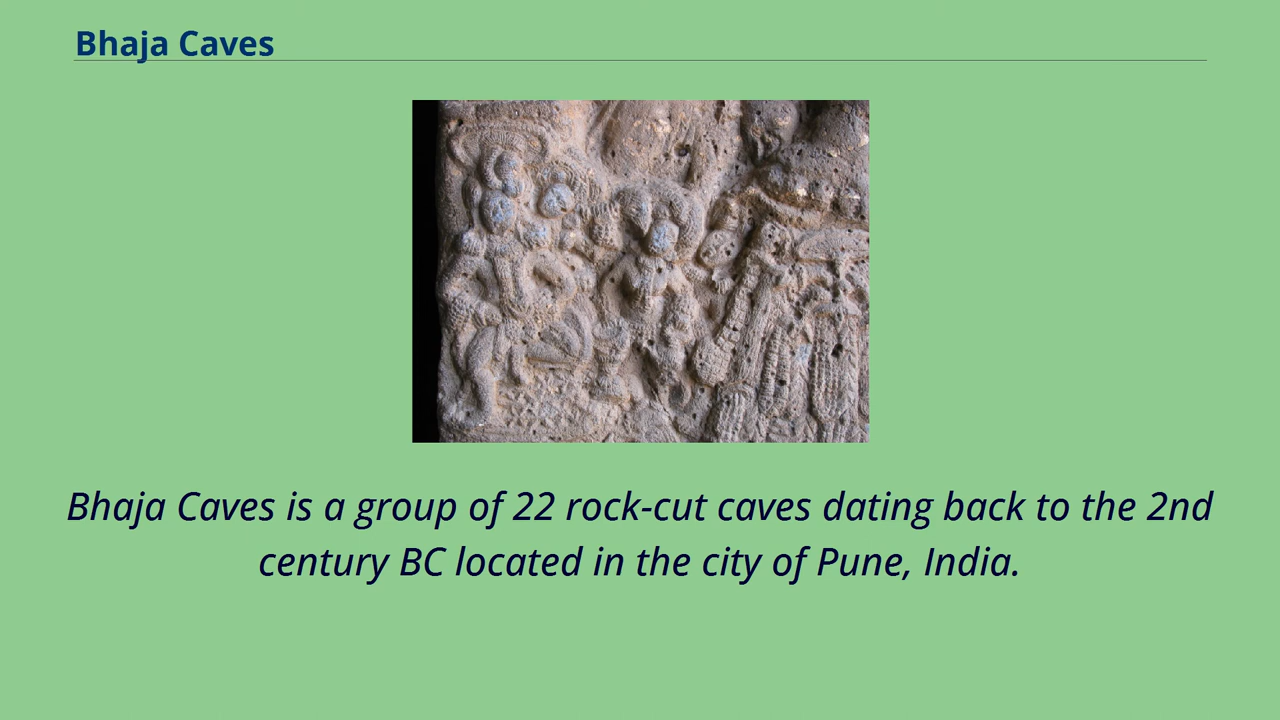 Bhaja Caves
Bhaja Caves is a group of 22 rock-cut caves dating back to the 2nd
century BC located in the city of Pune, India.